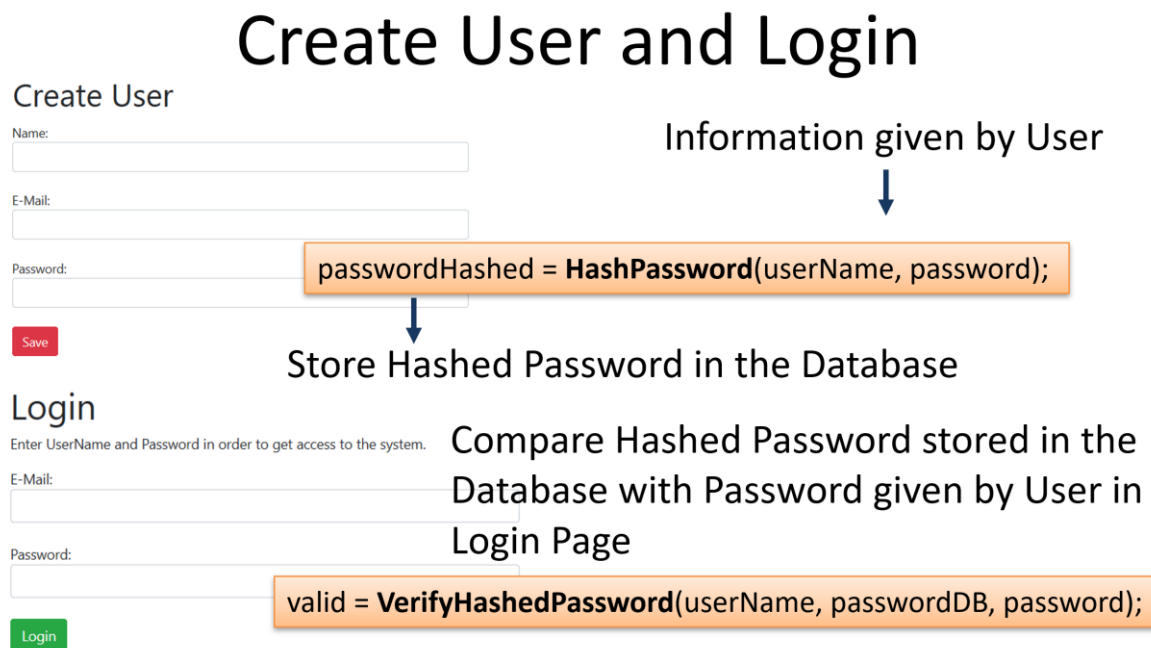 Create User and Login
Create User
Name:
Information given by User
E-Mail:
passwordHashed = HashPassword(userName, password);
Password:
Save
Store Hashed Password in the Database
Login
Enter UserName and Password in order to get access to the system.
Compare Hashed Password stored in the
Database with Password given by User in
Login Page
E-Mail:
Password:
valid = VerifyHashedPassword(userName, passwordDB, password);
Login